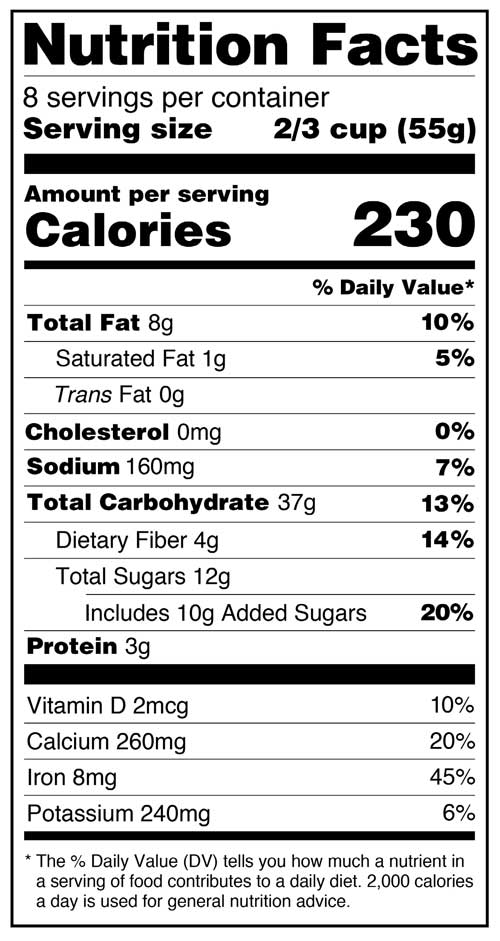 Nutrition Facts
8 servings per container
Serving size 2/3 cup (55g)
Amount per serving
Calories 230
% Daily Value*
Total Fat 8g 10%
Saturated Fat 1g 5%
Trans Fat 0g
Cholesterol 0mg 0%
Sodium 160mg 7%
Total Carbohydrate 37g 13%
Dietary Fiber 4g 14%
Total Sugars 12g
Includes 10g Added Sugars 20%
Protein 3g
Vitamin D 2mcg 10%
Calcium 260mg 20%
Iron 8mg 45%
Potassium 240mg 6%
* The % Daily Value (DV) tells you how much a nutrient in
a serving of food contributes to a daily diet. 2,000 calories
a day is used for general nutrition advice.